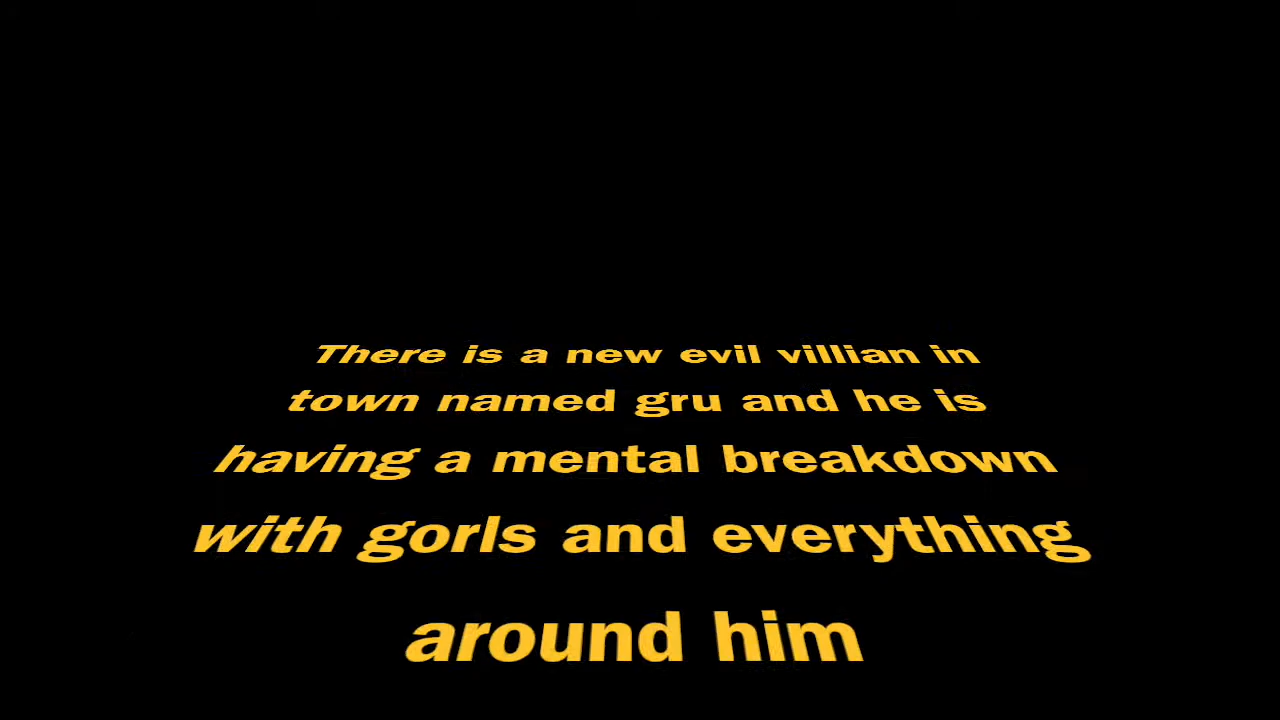 There is a new evil villian in
town named gru and he is
having a mental breakdown
with gorls and everything
around him